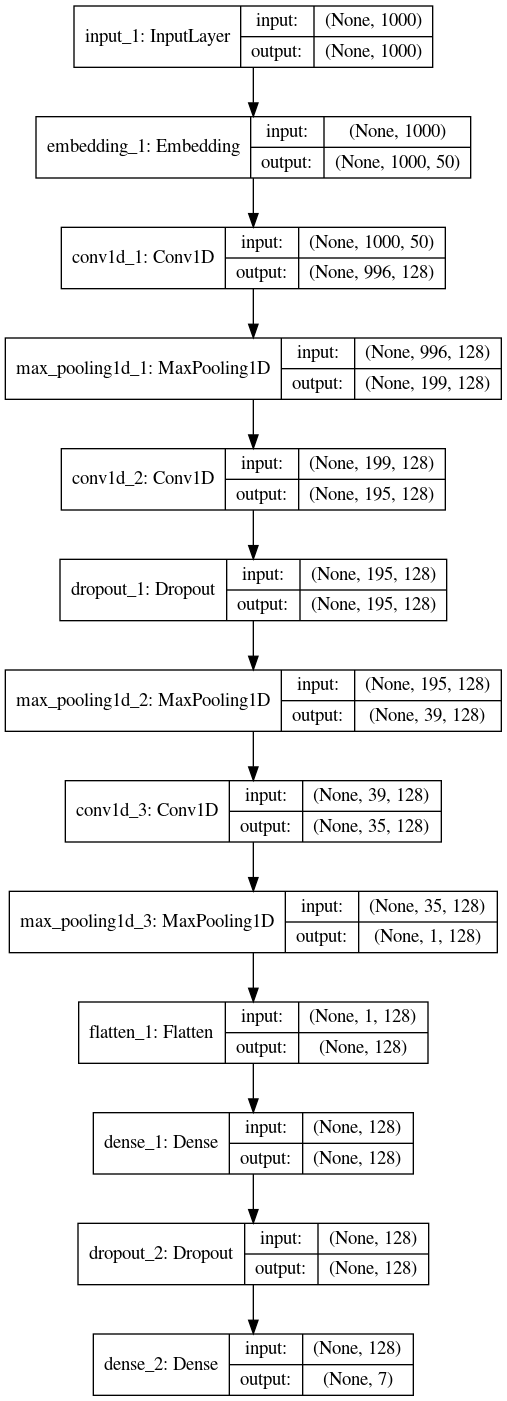 input_1: InputLayer
input: (None, 1000)
output: (None, 1000)
embedding_1: Embedding
input: (None, 1000)
output: (None, 1000, 50)
conv1d_1: Conv1D
input: (None, 1000, 50)
output: (None, 996, 128)
max_pooling1d_1: MaxPooling1D
input: (None, 996, 128)
output: (None, 199, 128)
conv1d_2: Conv1D
input: (None, 199, 128)
output: (None, 195, 128)
dropout_1: Dropout
input: (None, 195, 128)
output: (None, 195, 128)
max_pooling1d_2: MaxPooling1D
input: (None, 195, 128)
output: (None, 39, 128)
conv1d_3: Conv1D
input: (None, 39, 128)
output: (None, 35, 128)
max_pooling1d_3: MaxPooling1D
input: (None, 35, 128)
output: (None, 1, 128)
flatten_1: Flatten
input: (None, 1, 128)
output: (None, 128)
dense_1: Dense
input: (None, 128)
output: (None, 128)
dropout_2: Dropout
input: (None, 128)
output: (None, 128)
dense_2: Dense
input: (None, 128)
output: (None, 7)